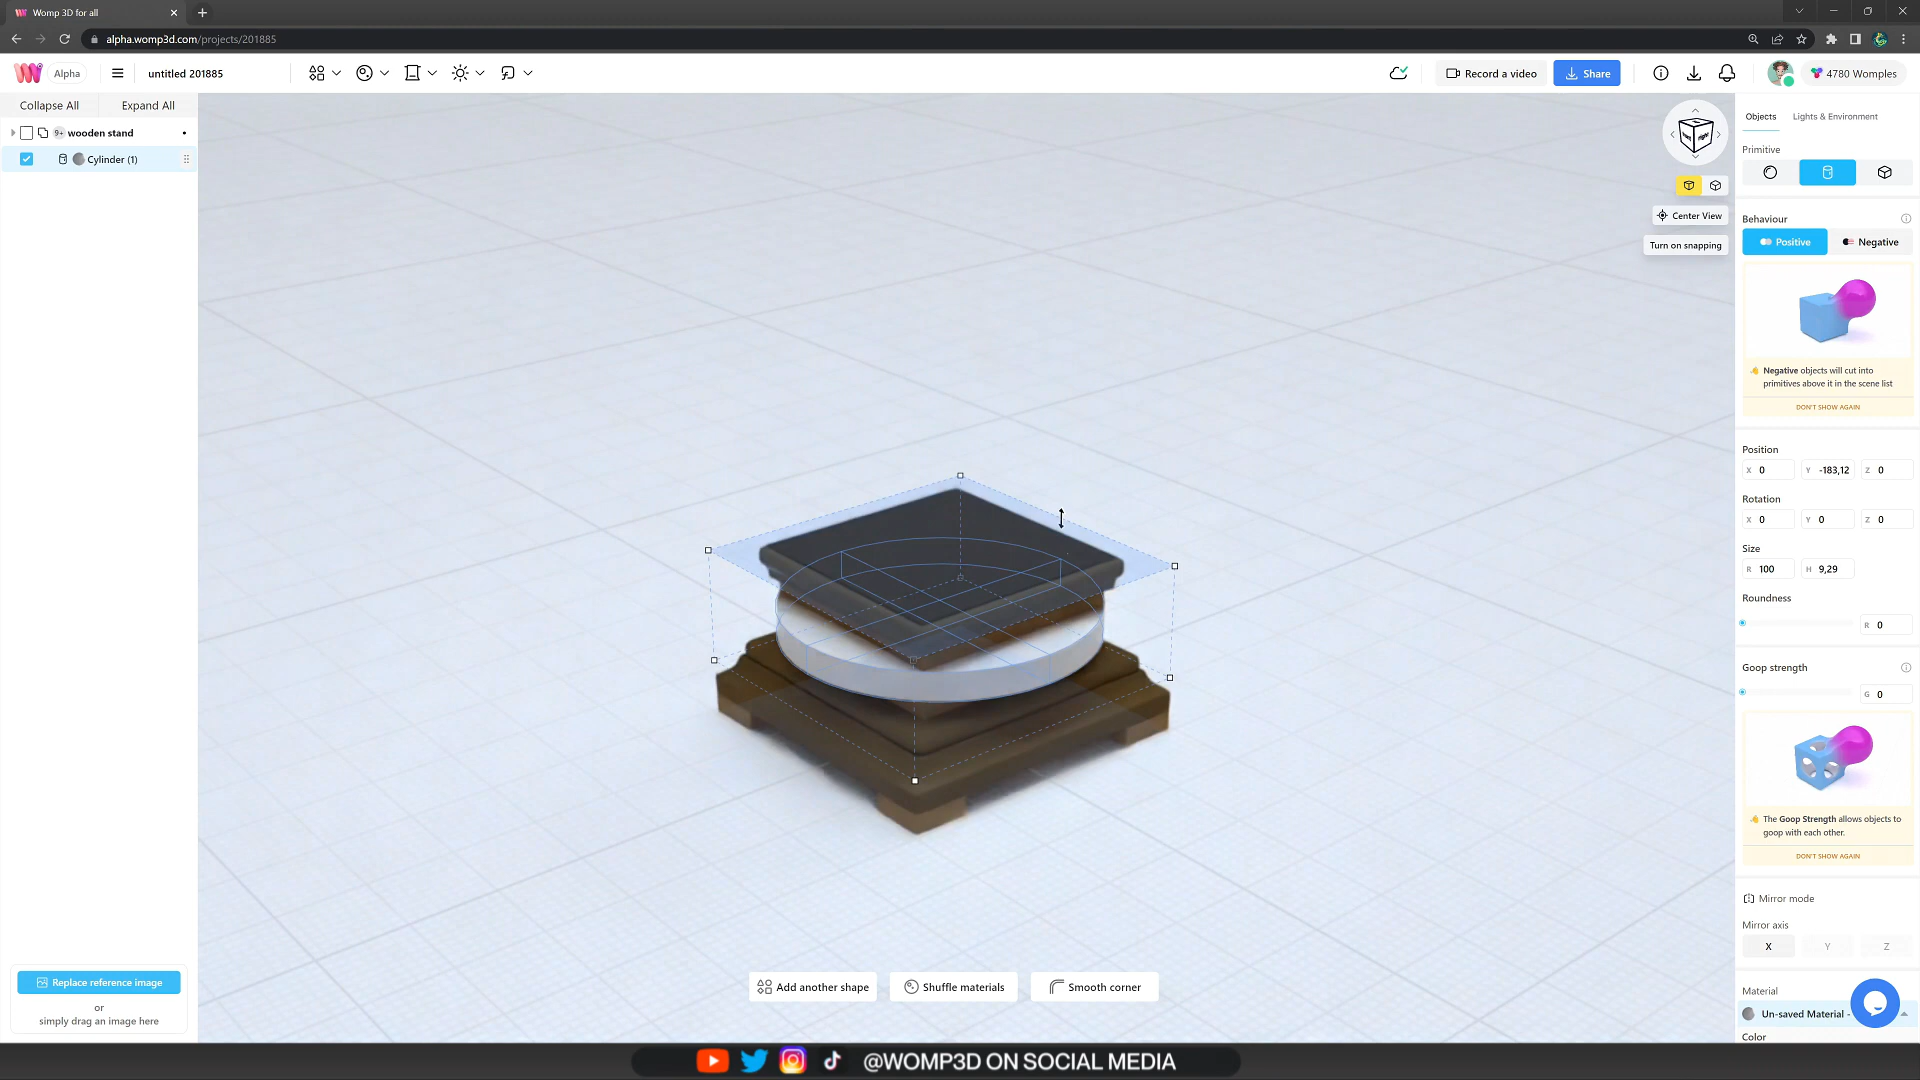 Womp 3D for all
alpha.womp3d.com/projects/201885
Alpha
untitled 201885
Record a video
Share
4780 Womples
Collapse All
Expand All
9+ wooden stand
Cylinder (1)
Center View
Turn on snapping
Objects
Lights & Environment
Primitive
Behaviour
Positive
Negative
Negative objects will cut into
primitives above it in the scene list
DON'T SHOW AGAIN
Position
X 0
Y -183,12
Z 0
Rotation
X 0
Y 0
Z 0
Size
R 100
H 9,29
Roundness
R 0
Goop strength
G 0
The Goop Strength allows objects to
goop with each other.
DON'T SHOW AGAIN
Mirror mode
Mirror axis
X
Y
Z
Material
Un-saved Material -
Color
Replace reference image
or
simply drag an image here
Add another shape
Shuffle materials
Smooth corner
@WOMP3D ON SOCIAL MEDIA